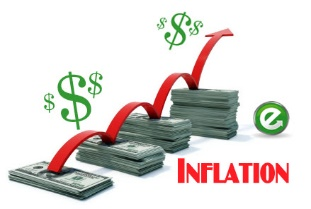 $ $
$ $ $
e
INFLATION